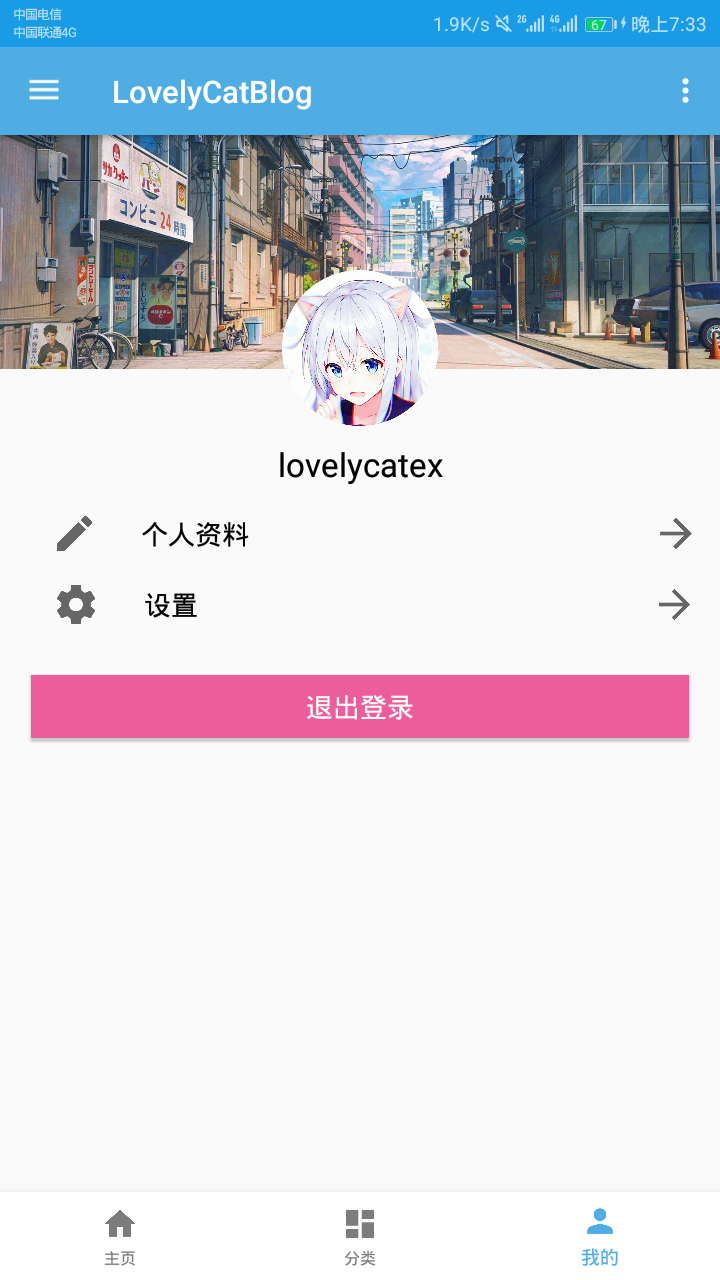 中国电信
中国联通4G
1.9K/s 2G 4G 67 晚上7:33
LovelyCatBlog
コンビニ24時間
lovelycatex
个人资料
设置
退出登录
主页
分类
我的